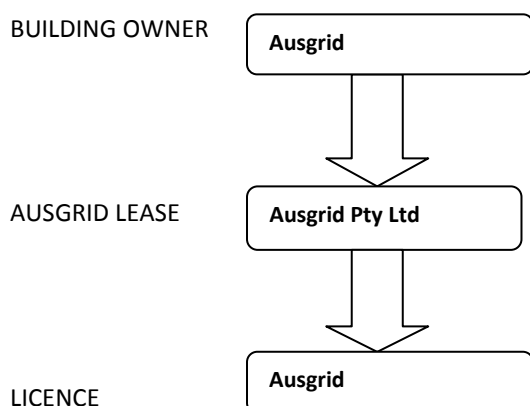 BUILDING OWNER
Ausgrid
AUSGRID LEASE
Ausgrid Pty Ltd
Ausgrid
LICENCE